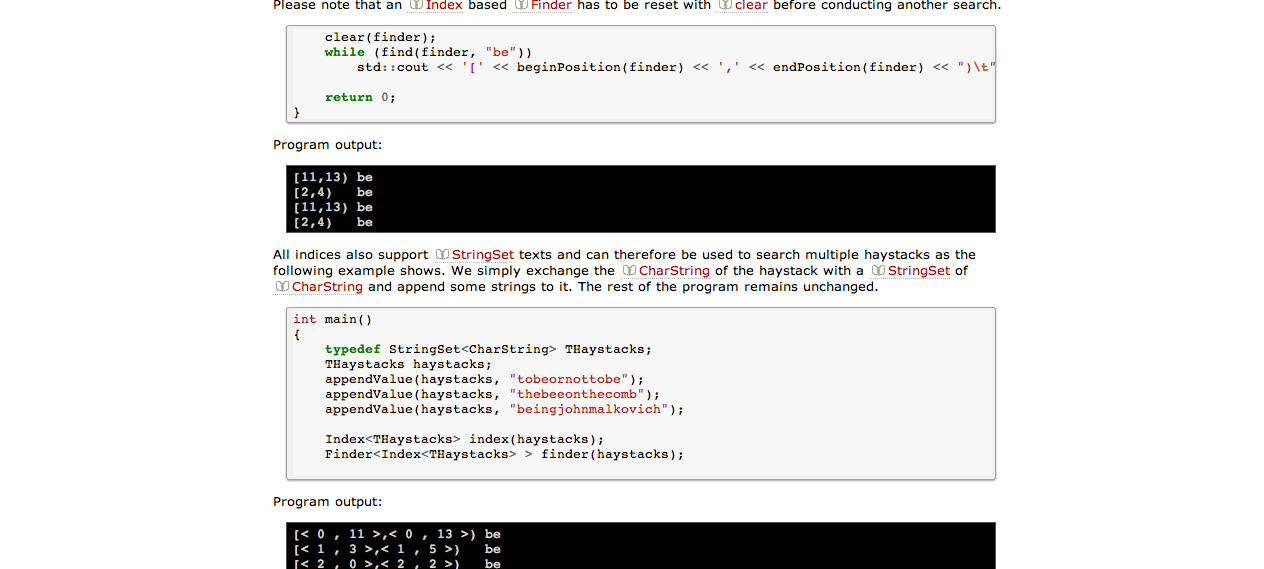 Please note that an Index based Finder has to be reset with clear before conducting another search.
clear(finder);
while (find(finder, "be"))
std::cout << '[' << beginPosition(finder) << ',' << endPosition(finder) << ")\t"
return 0;
}
Program output:
[11,13) be
[2,4) be
[11,13) be
[2,4) be
All indices also support StringSet texts and can therefore be used to search multiple haystacks as the
following example shows. We simply exchange the CharString of the haystack with a StringSet of
CharString and append some strings to it. The rest of the program remains unchanged.
int main()
{
typedef StringSet<CharString> THaystacks;
THaystacks haystacks;
appendValue(haystacks, "tobeornottobe");
appendValue(haystacks, "thebeeonthecomb");
appendValue(haystacks, "beingjohnmalkovich");
Index<THaystacks> index(haystacks);
Finder<Index<THaystacks> > finder(haystacks);
Program output:
[< 0 , 11 >,< 0 , 13 >) be
[< 1 , 3 >,< 1 , 5 >) be
[< 2 , 0 >,< 2 , 2 >) be